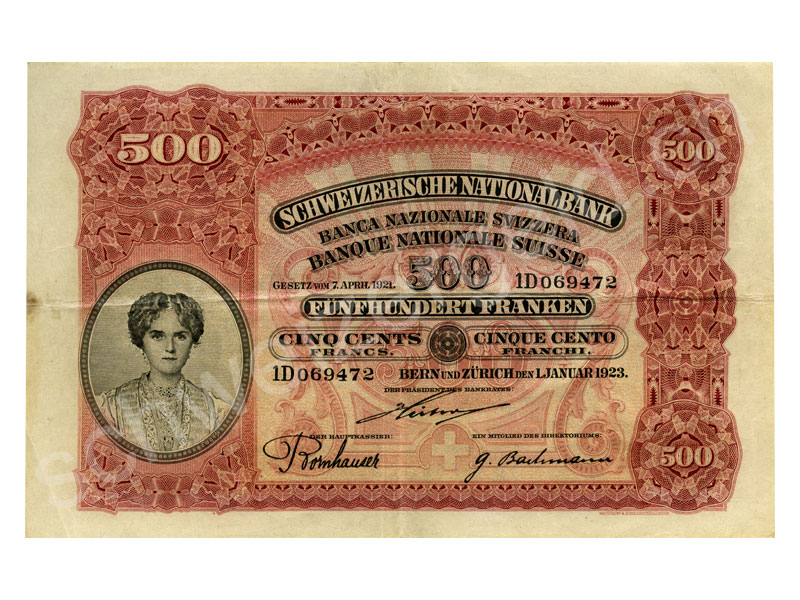 500
500
SCHWEIZERISCHE NATIONALBANK
BANCA NAZIONALE SVIZZERA
BANQUE NATIONALE SUISSE
GESETZ VOM 7. APRIL 1921. 500 1D069472
FÜNFHUNDERT FRANKEN
CINQ CENTS FRANCS.
CINQUE CENTO FRANCHI.
1D069472 BERN UND ZÜRICH DEN 1. JANUAR 1923.
DER PRÄSIDENT DES BANKRATES:
DER HAUPTKASSIER:
Bornhauser
EIN MITGLIED DES DIREKTORIUMS:
G. Bachmann
500